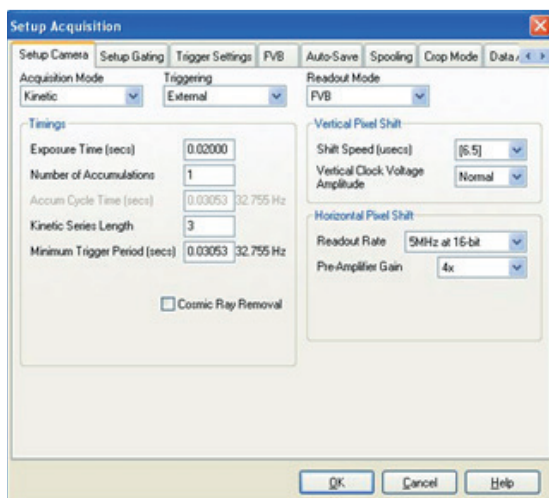 Setup Acquisition
Setup Camera Setup Gating Trigger Settings FVB Auto-Save Spooling Crop Mode Data
Acquisition Mode Triggering Readout Mode
Kinetic External FVB
Timings
Exposure Time (secs) 0.02000
Number of Accumulations 1
Accum Cycle Time (secs) 0.03053 32.755 Hz
Kinetic Series Length 3
Minimum Trigger Period (secs) 0.03053 32.755 Hz
Cosmic Ray Removal
Vertical Pixel Shift
Shift Speed (usecs) [6.5]
Vertical Clock Voltage
Amplitude Normal
Horizontal Pixel Shift
Readout Rate 5MHz at 16-bit
Pre-Amplifier Gain 4x
OK Cancel Help